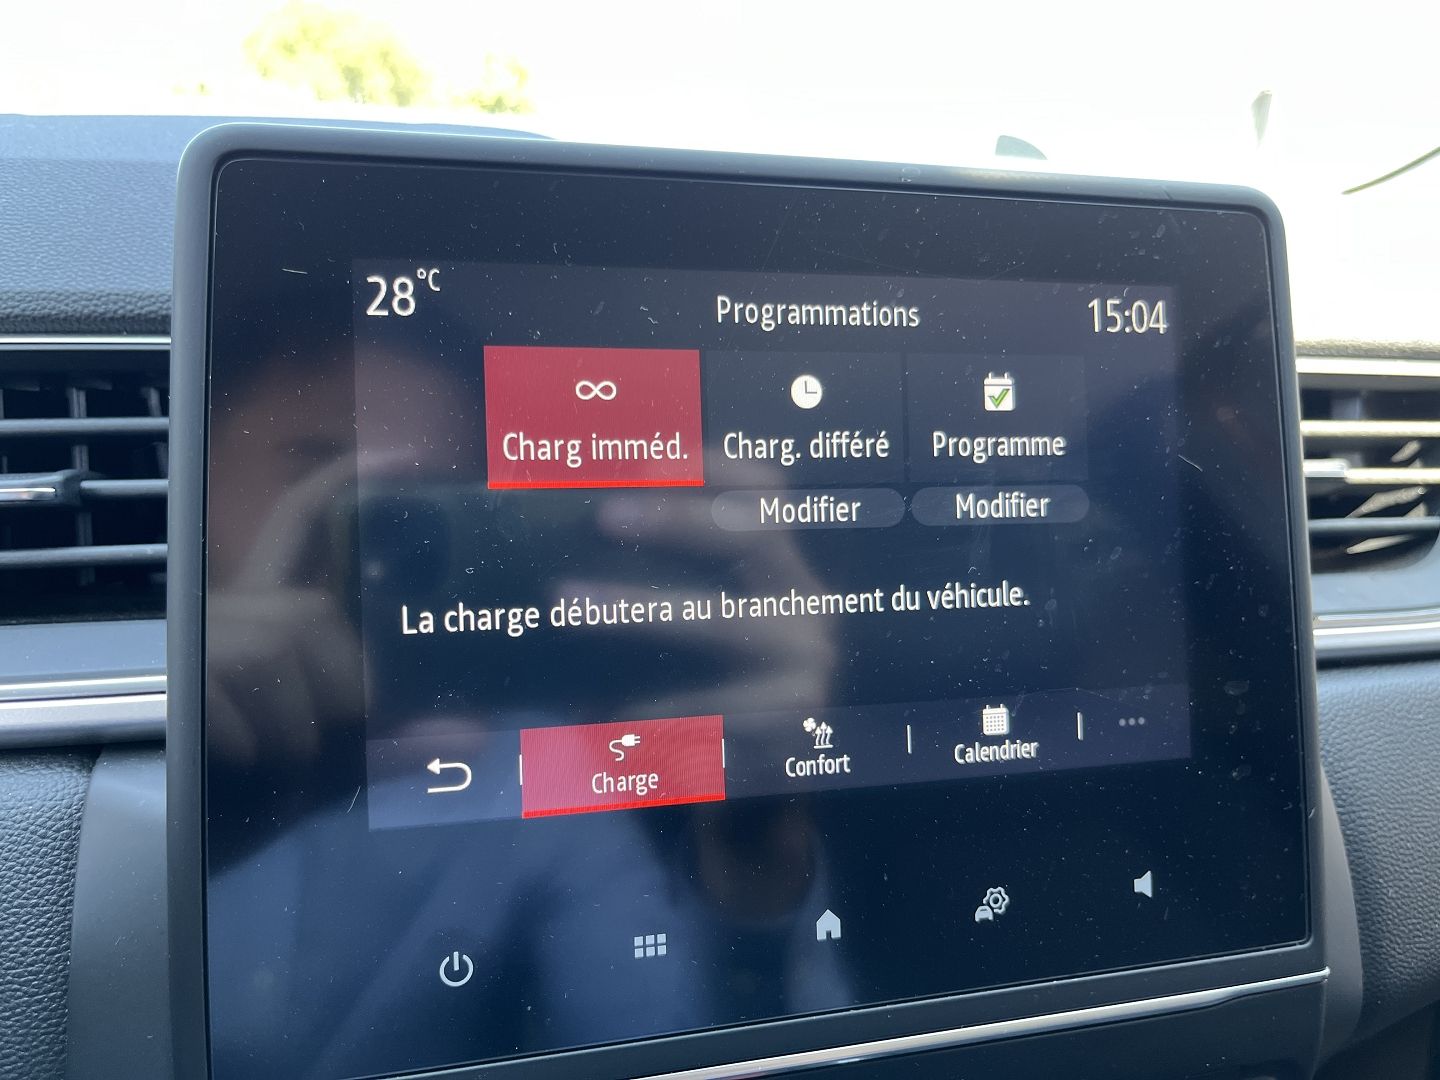 28°C
Programmations
15:04
Charg imméd.
Charg. différé
Programme
Modifier
Modifier
La charge débutera au branchement du véhicule.
Charge
Confort
Calendrier